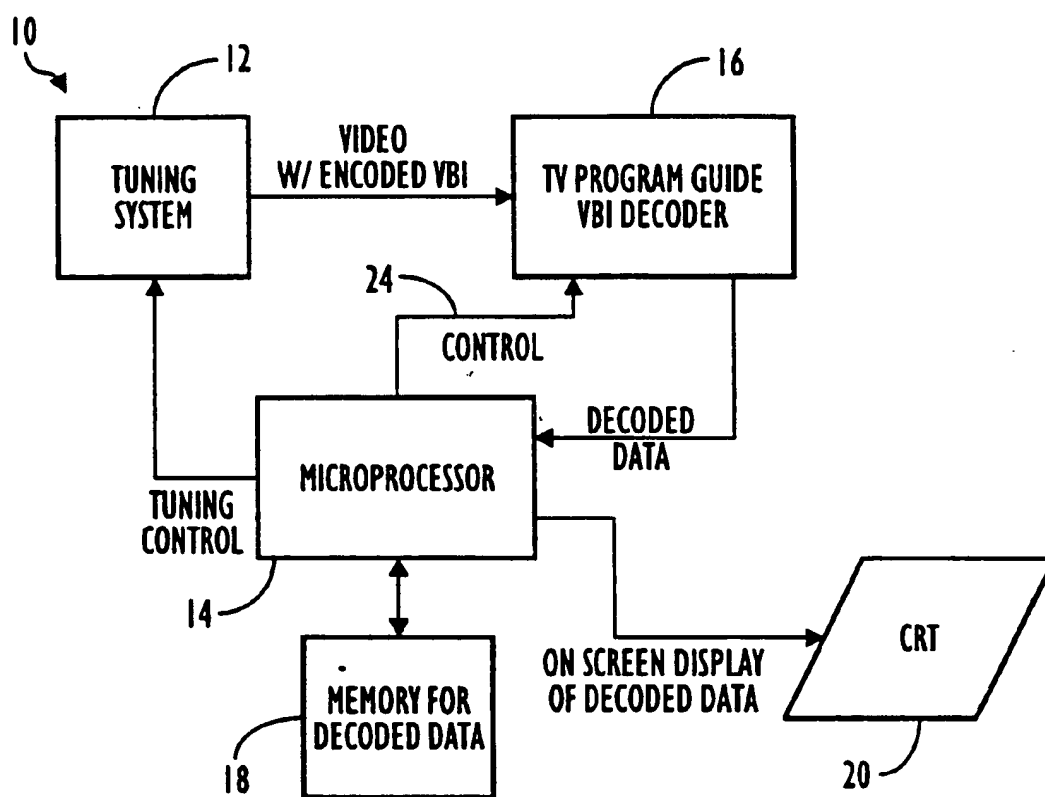 10
12
16
TUNING
SYSTEM
VIDEO
W/ ENCODED VBI
TV PROGRAM GUIDE
VBI DECODER
24
CONTROL
DECODED
DATA
MICROPROCESSOR
TUNING
CONTROL
14
MEMORY FOR
DECODED DATA
18
ON SCREEN DISPLAY
OF DECODED DATA
CRT
20